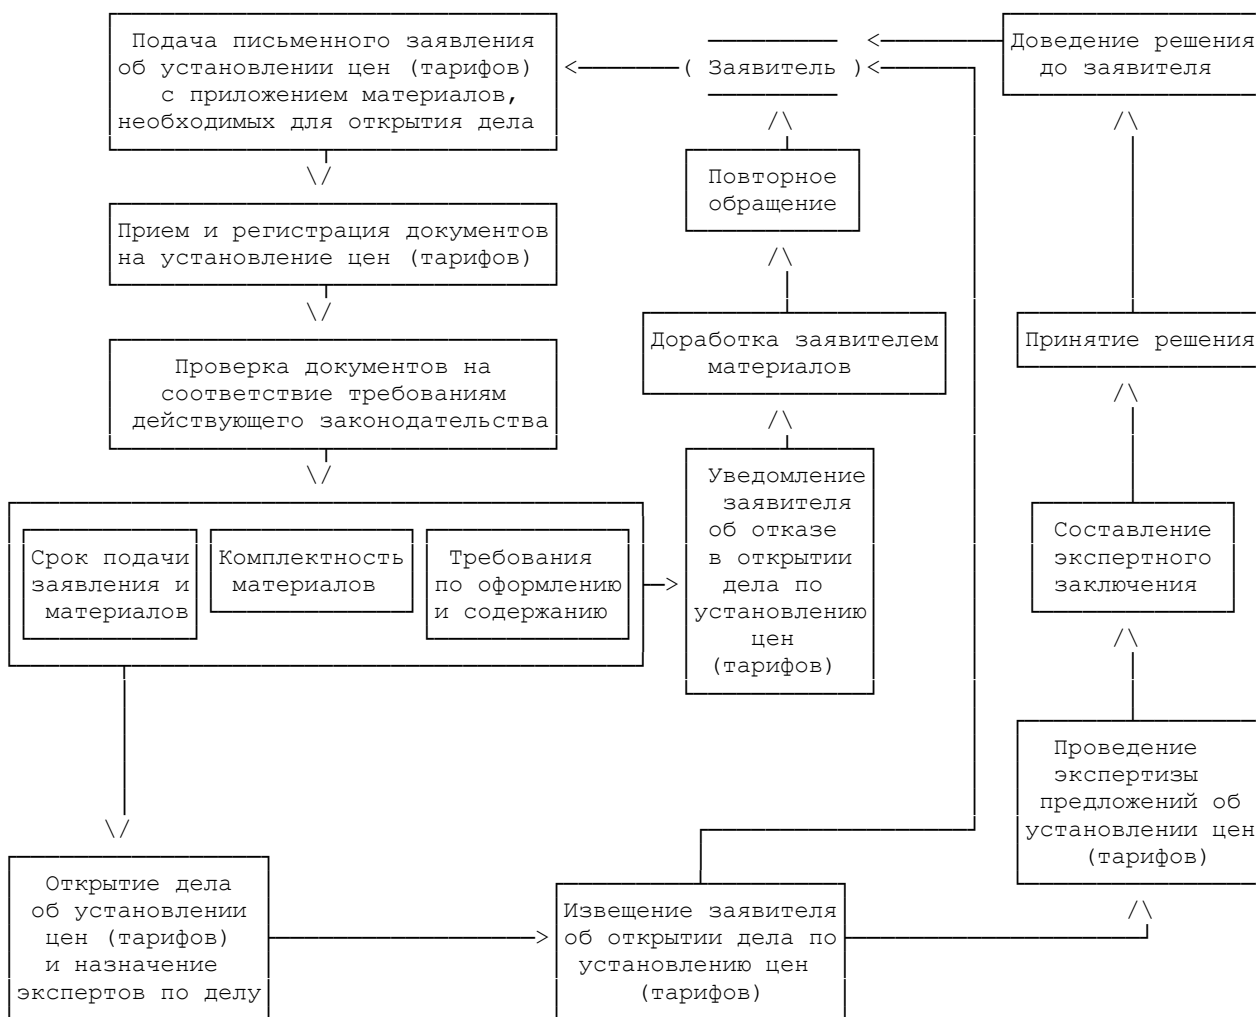 Подача письменного заявления
об установлении цен (тарифов)
с приложением материалов,
необходимых для открытия дела
( Заявитель )
Доведение решения
до заявителя
Повторное
обращение
Прием и регистрация документов
на установление цен (тарифов)
Доработка заявителем
материалов
Принятие решения
Проверка документов на
соответствие требованиям
действующего законодательства
Уведомление
заявителя
об отказе
в открытии
дела по
установлению
цен
(тарифов)
Срок подачи
заявления и
материалов
Комплектность
материалов
Требования
по оформлению
и содержанию
Составление
экспертного
заключения
Проведение
экспертизы
предложений об
установлении цен
(тарифов)
Открытие дела
об установлении
цен (тарифов)
и назначение
экспертов по делу
Извещение заявителя
об открытии дела по
установлению цен
(тарифов)